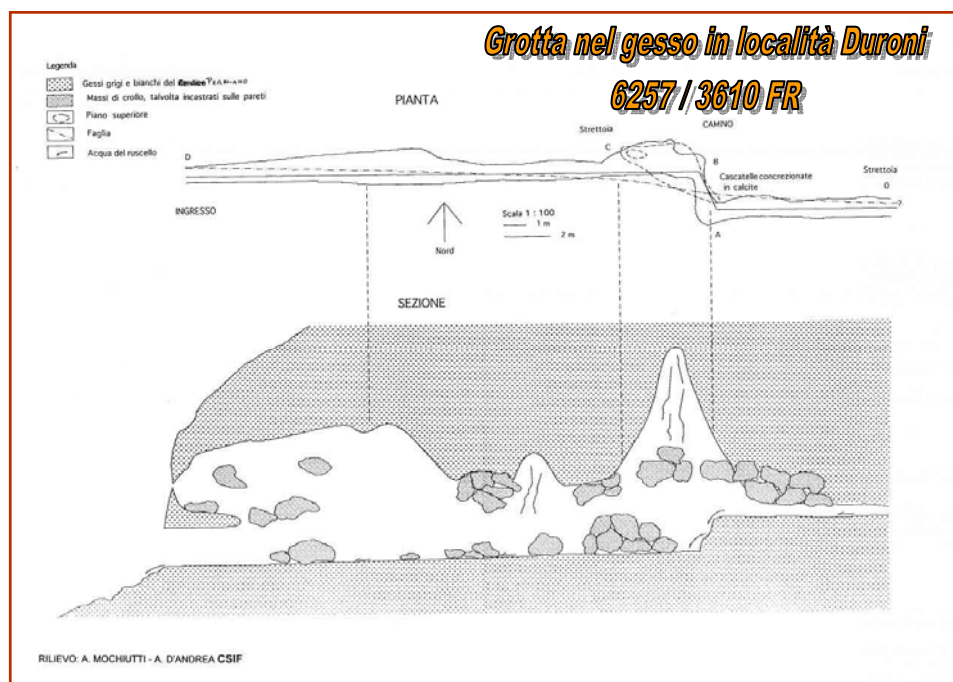 Grotta nel gesso in località Duroni
6257 / 3610 FR
Legenda
Gessi grigi e bianchi del
Massi di crollo, talvolta incastrati sulle pareti
Piano superiore
Faglia
Acqua del ruscello
PIANTA
CAMINO
Strettoia
C
B
D
Cascatelle concrezionate
in calcite
Strettoia
D
?
INGRESSO
Scala 1 : 100
1 m
2 m
Nord
A
SEZIONE
RILIEVO: A. MOCHIUTTI - A. D'ANDREA CSIF